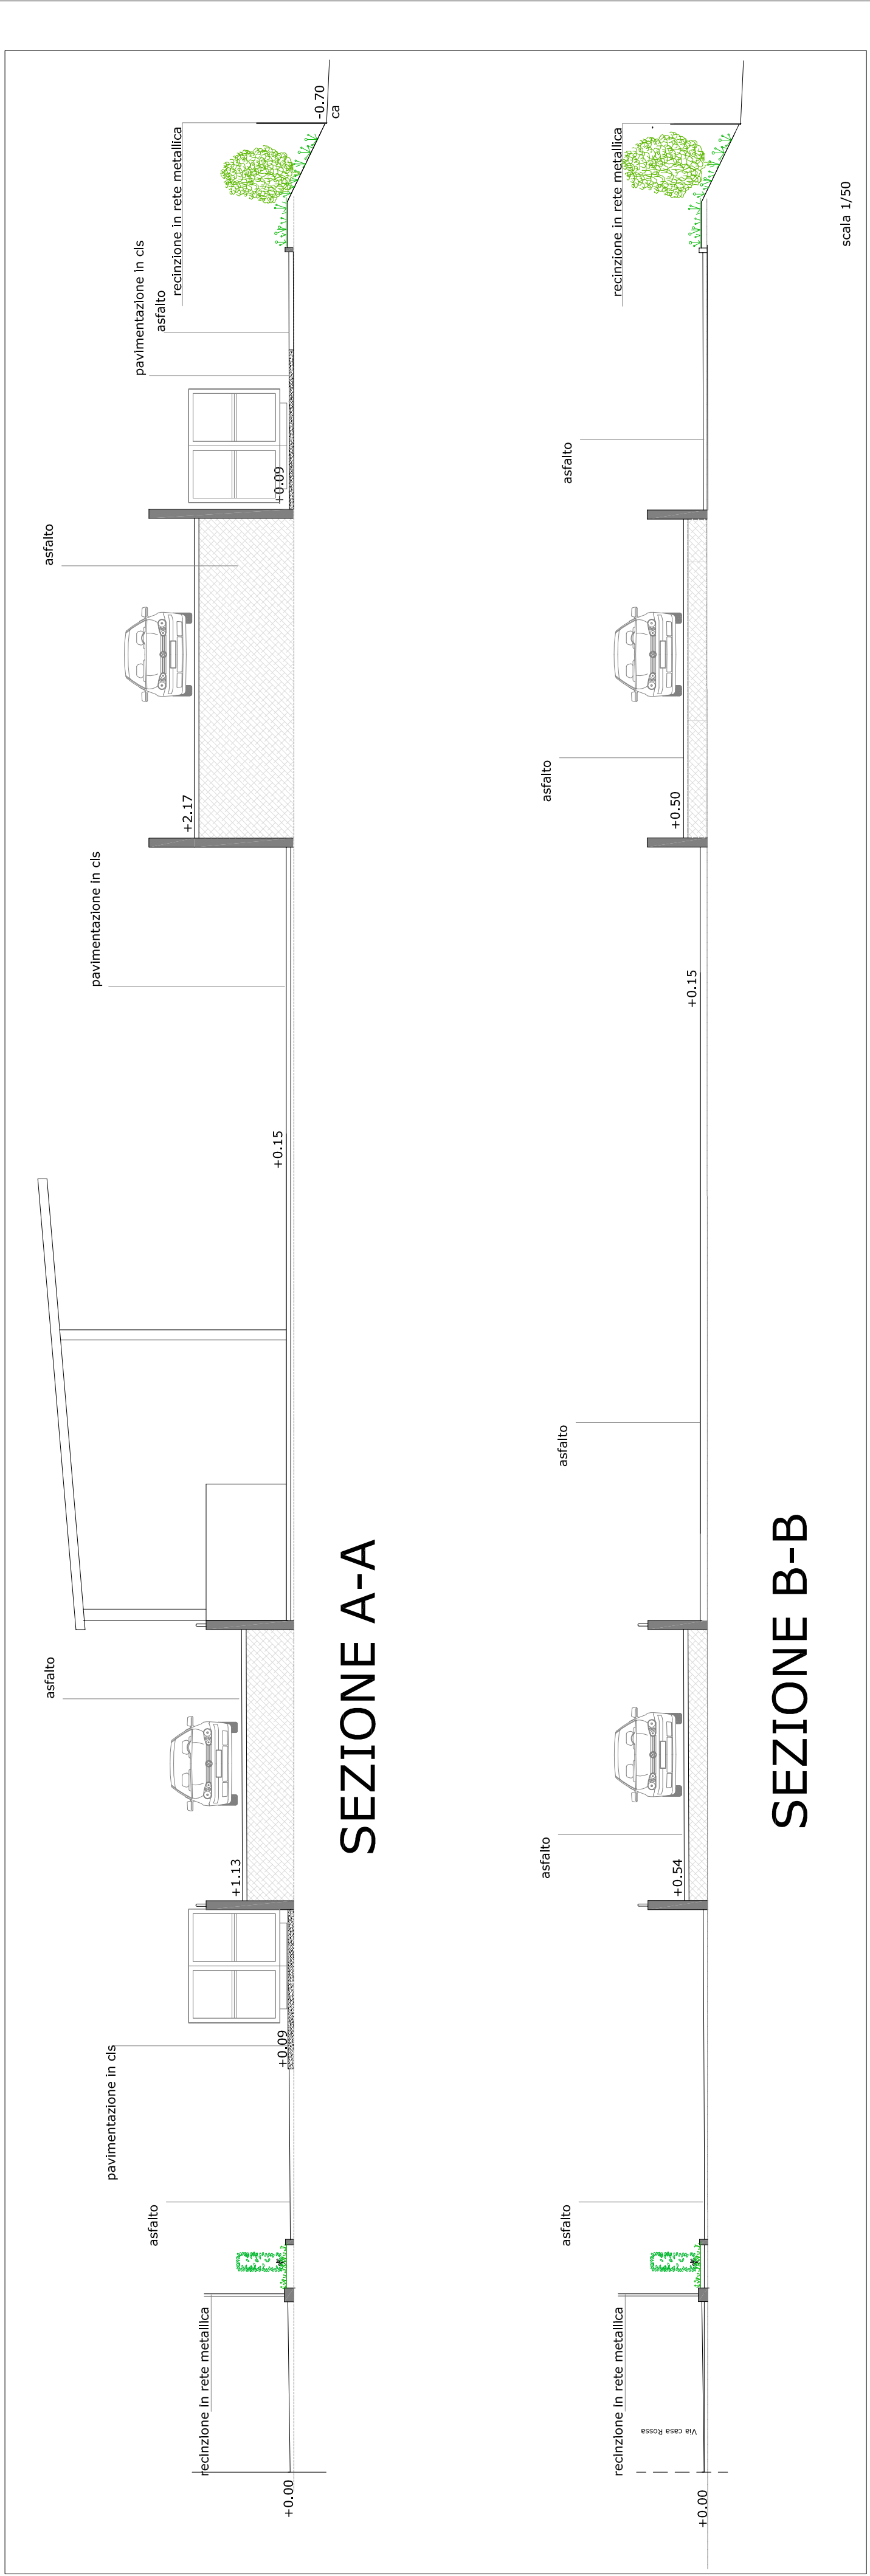 recinzione in rete metallica
+0.00
asfalto
pavimentazione in cls
+0.09
+1.13
asfalto
+0.15
pavimentazione in cls
+2.17
asfalto
+0.09
pavimentazione in cls
asfalto
recinzione in rete metallica
-0.70
ca
SEZIONE A-A
recinzione in rete metallica
Via casa Rossa
+0.00
asfalto
asfalto
+0.54
asfalto
+0.15
asfalto
+0.50
asfalto
recinzione in rete metallica
SEZIONE B-B
scala 1/50